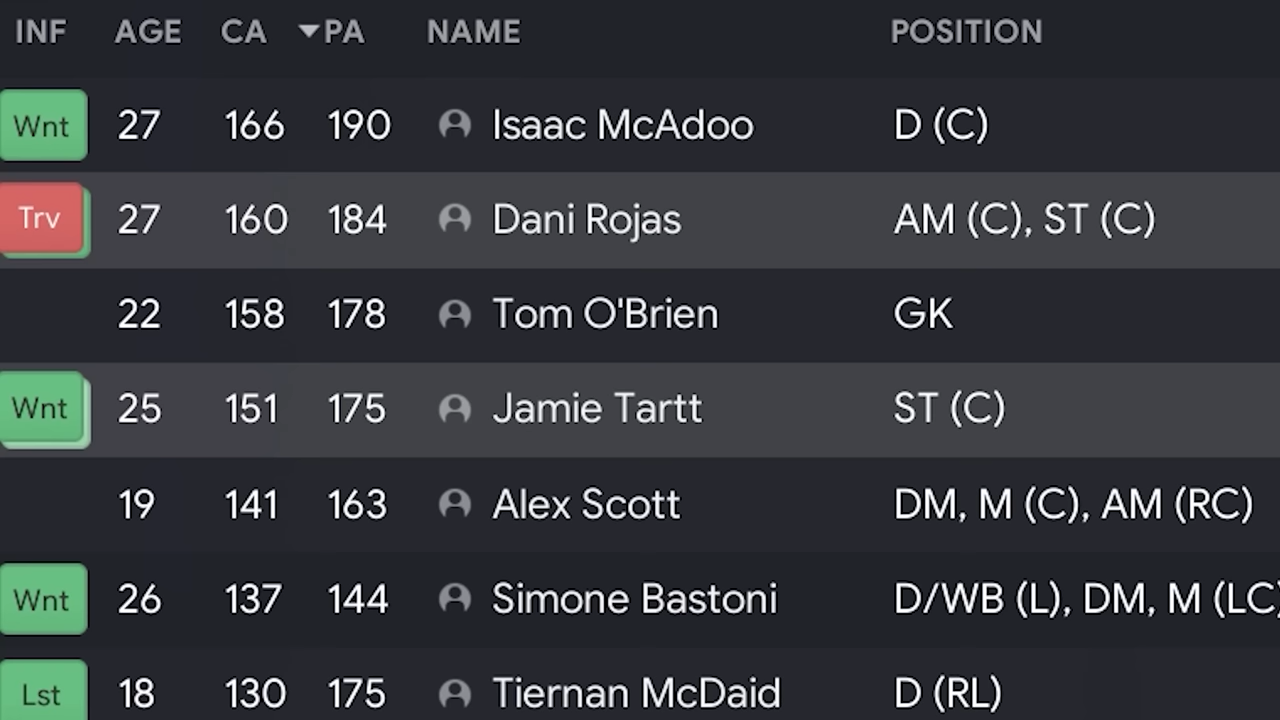 INF AGE CA PA NAME POSITION
Wnt 27 166 190 Isaac McAdoo D (C)
Trv 27 160 184 Dani Rojas AM (C), ST (C)
22 158 178 Tom O'Brien GK
Wnt 25 151 175 Jamie Tartt ST (C)
19 141 163 Alex Scott DM, M (C), AM (RC)
Wnt 26 137 144 Simone Bastoni D/WB (L), DM, M (LC)
Lst 18 130 175 Tiernan McDaid D (RL)